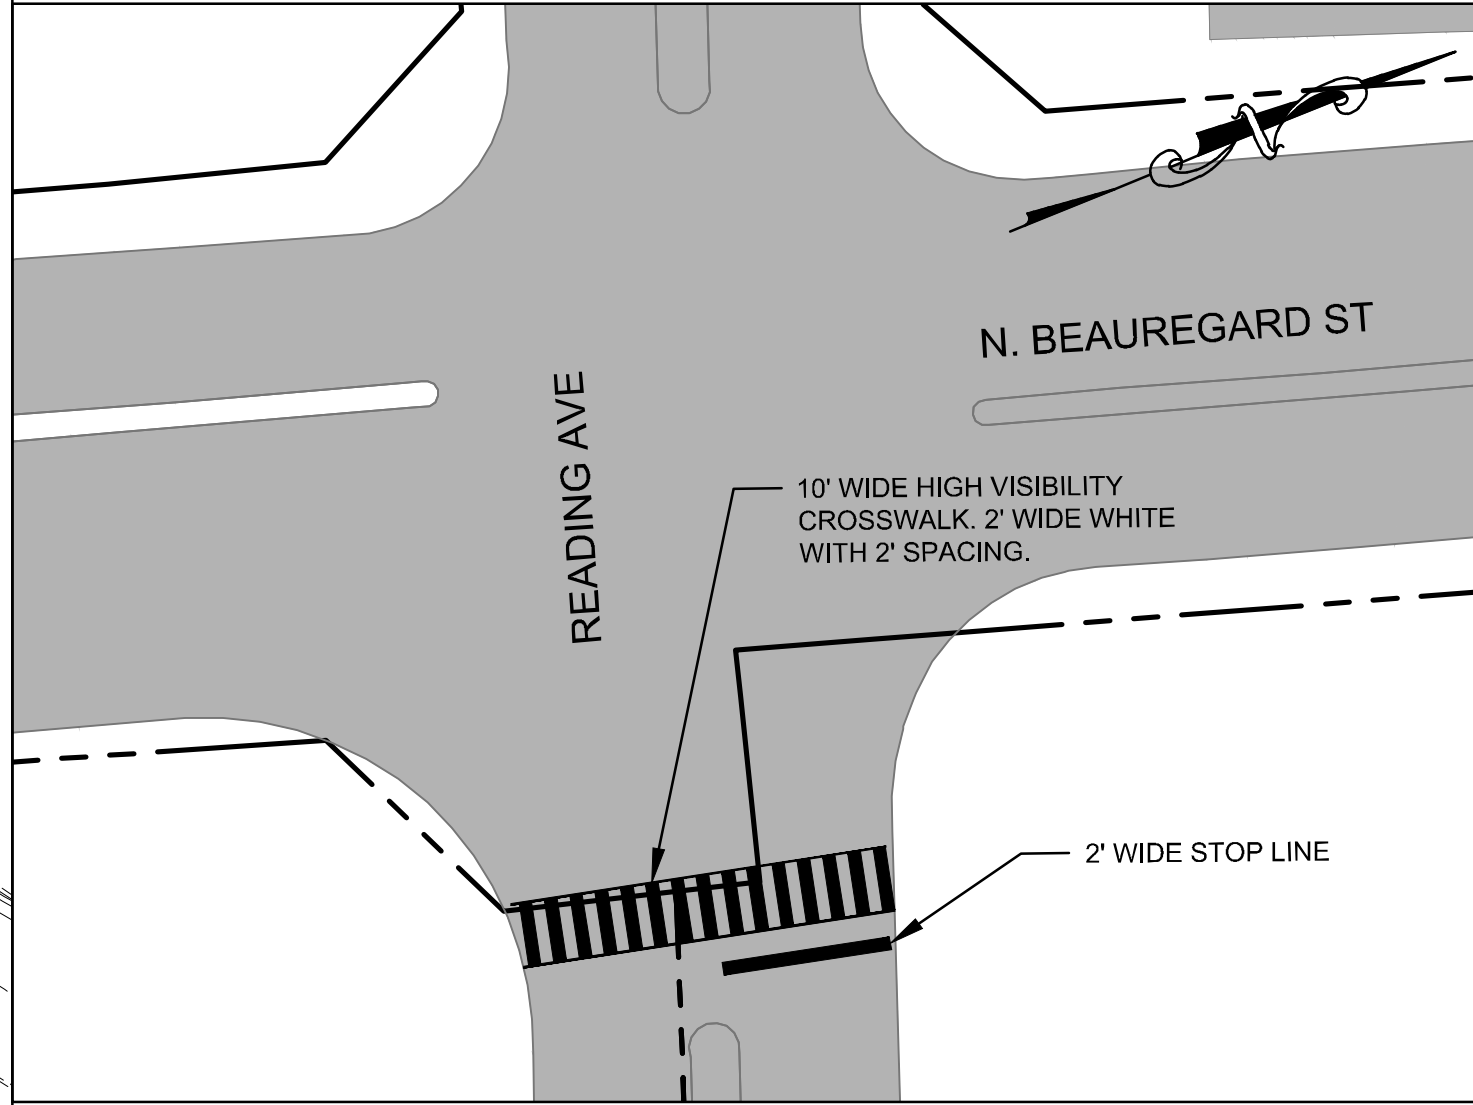 N
N. BEAUREGARD ST
READING AVE
10' WIDE HIGH VISIBILITY
CROSSWALK. 2' WIDE WHITE
WITH 2' SPACING.
2' WIDE STOP LINE